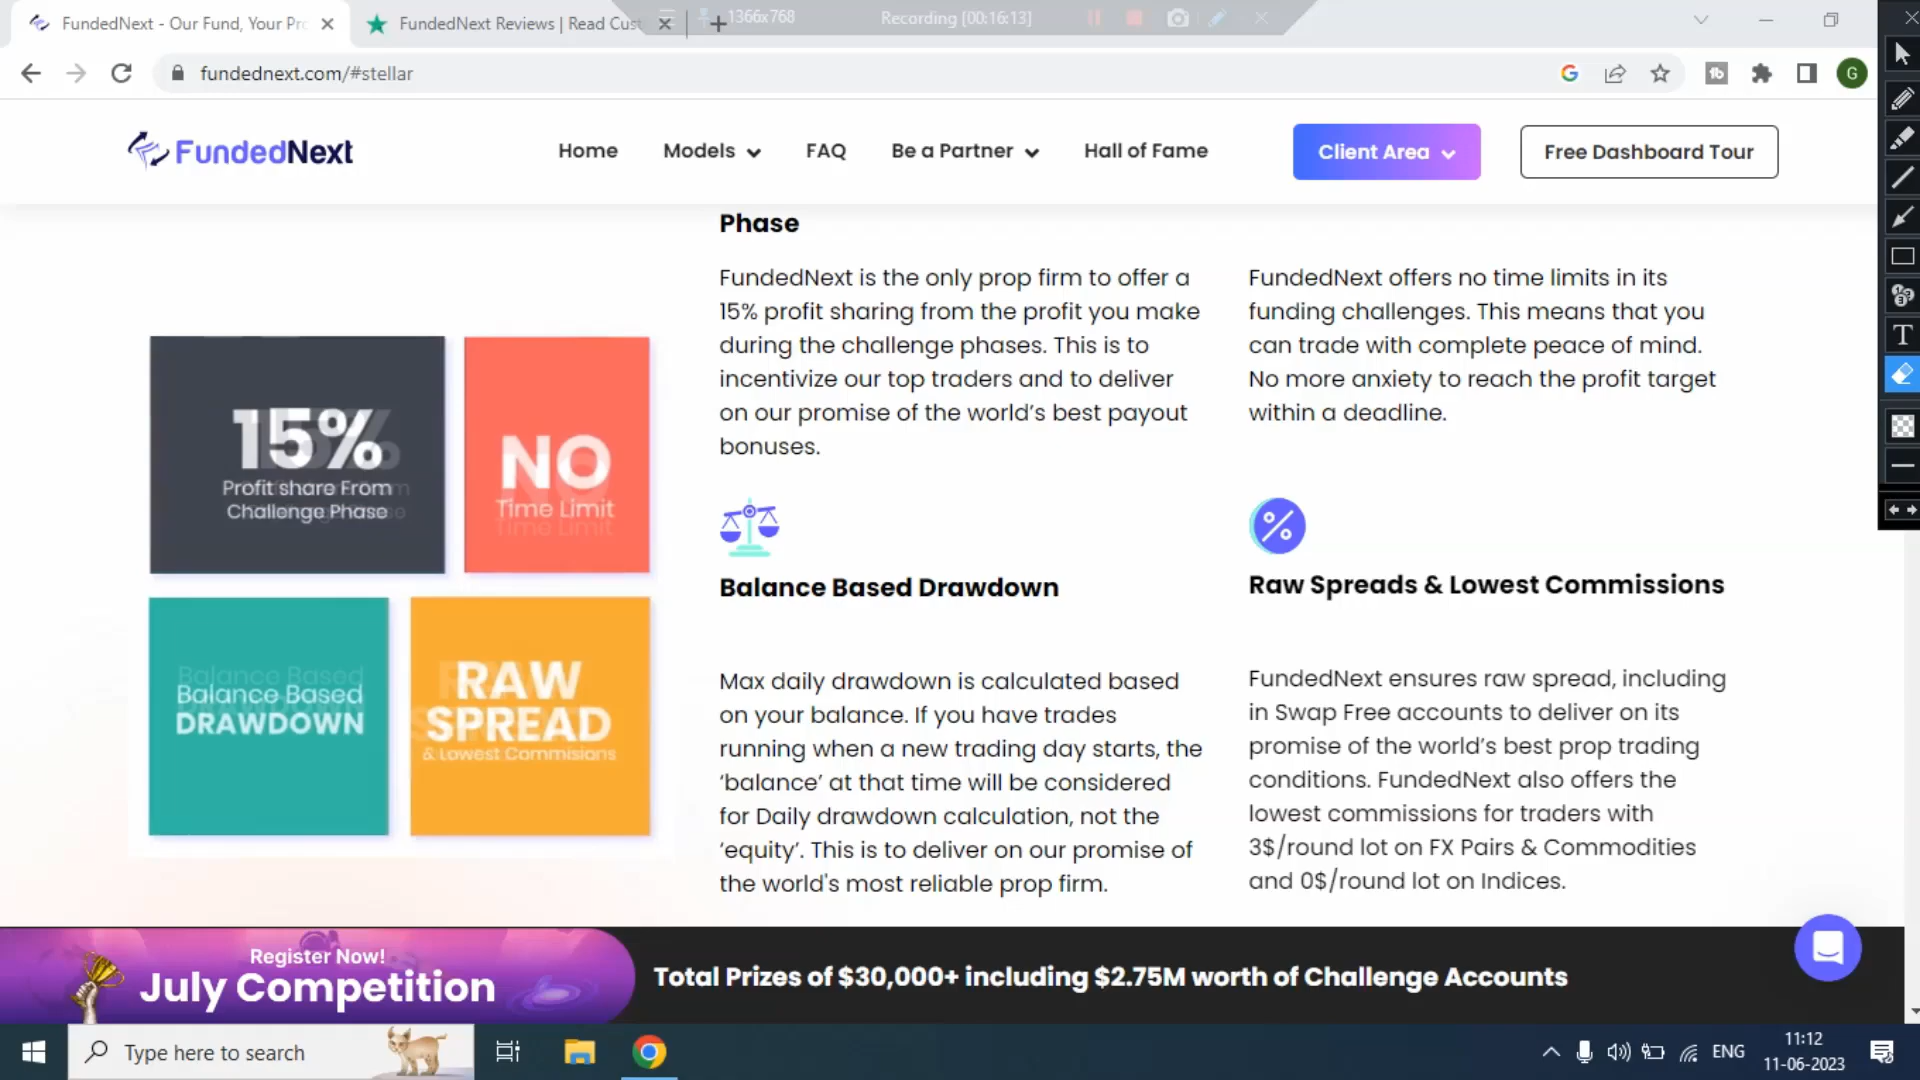 FundedNext - Our Fund, Your Pro
FundedNext Reviews | Read Cust
1366x768
Recording [00:16:13]
fundednext.com/#stellar
G
FundedNext
Home
Models
FAQ
Be a Partner
Hall of Fame
Client Area
Free Dashboard Tour
Phase
FundedNext is the only prop firm to offer a
15% profit sharing from the profit you make
during the challenge phases. This is to
incentivize our top traders and to deliver
on our promise of the world's best payout
bonuses.
FundedNext offers no time limits in its
funding challenges. This means that you
can trade with complete peace of mind.
No more anxiety to reach the profit target
within a deadline.
15%
Profit share From
Challenge Phase
NO
Time Limit
Balance Based
DRAWDOWN
RAW
SPREAD
& Lowest Commisions
Balance Based Drawdown
Max daily drawdown is calculated based
on your balance. If you have trades
running when a new trading day starts, the
‘balance’ at that time will be considered
for Daily drawdown calculation, not the
‘equity’. This is to deliver on our promise of
the world's most reliable prop firm.
Raw Spreads & Lowest Commissions
FundedNext ensures raw spread, including
in Swap Free accounts to deliver on its
promise of the world’s best prop trading
conditions. FundedNext also offers the
lowest commissions for traders with
3$/round lot on FX Pairs & Commodities
and 0$/round lot on Indices.
Register Now!
July Competition
Total Prizes of $30,000+ including $2.75M worth of Challenge Accounts
Type here to search
ENG
11:12
11-06-2023